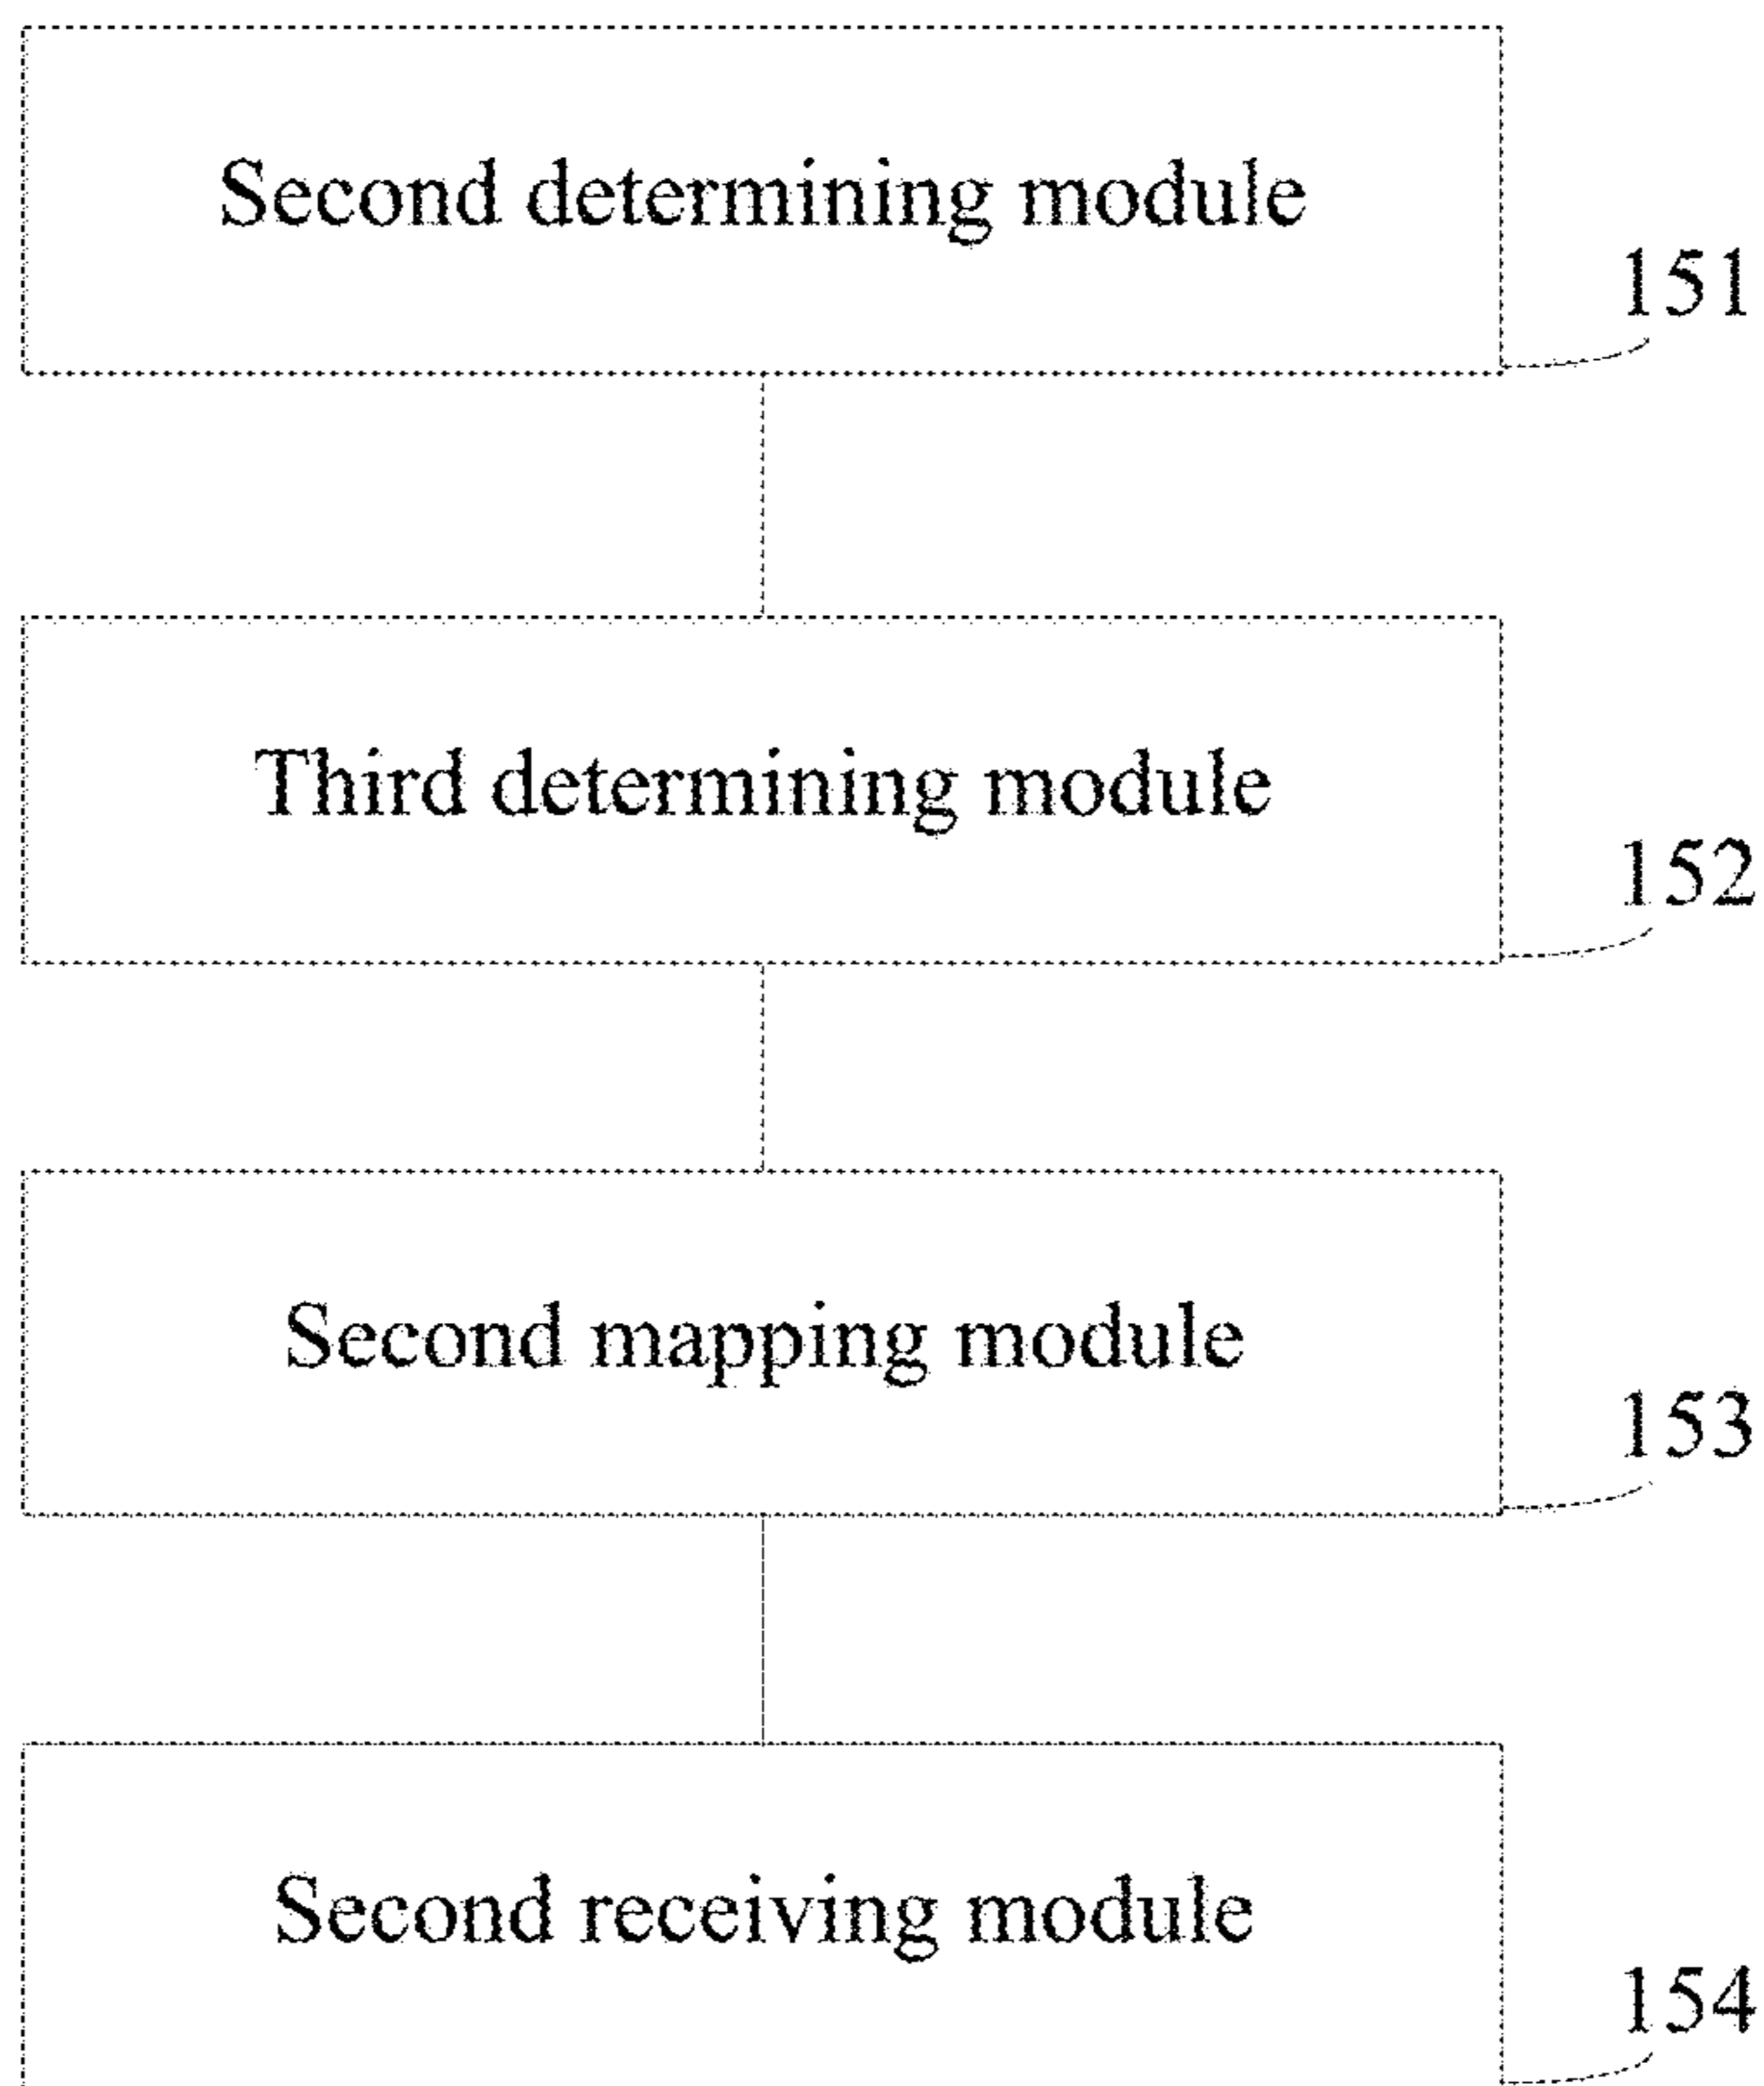 Second determining module
151
Third determining module
152
Second mapping module
153
Second receiving module
154